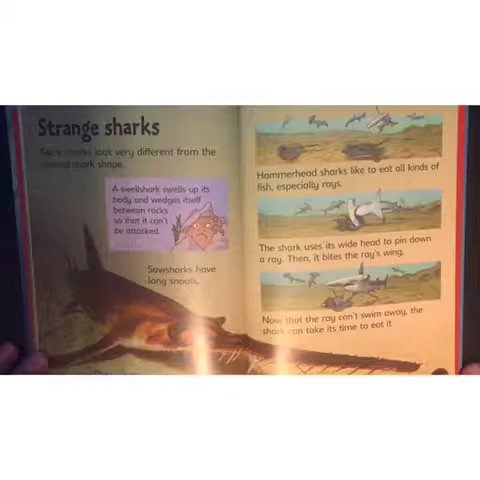 Strange sharks
Some sharks look very different from the
normal shark shape.
A swellshark swells up its
body and wedges itself
between rocks
so that it can't
be attacked.
Sawsharks have
long snouts.
Hammerhead sharks like to eat all kinds of
fish, especially rays.
The shark uses its wide head to pin down
a ray. Then, it bites the ray's wing.
Now that the ray can't swim away, the
shark can take its time to eat it